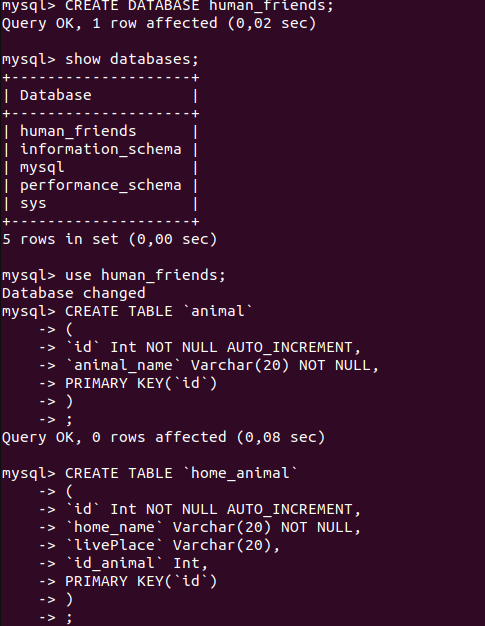 mysql> CREATE DATABASE human_friends;
Query OK, 1 row affected (0,02 sec)

mysql> show databases;
+--------------------+
| Database           |
+--------------------+
| human_friends      |
| information_schema |
| mysql              |
| performance_schema |
| sys                |
+--------------------+
5 rows in set (0,00 sec)

mysql> use human_friends;
Database changed
mysql> CREATE TABLE `animal`
    -> (
    -> `id` Int NOT NULL AUTO_INCREMENT,
    -> `animal_name` Varchar(20) NOT NULL,
    -> PRIMARY KEY(`id`)
    -> )
    -> ;
Query OK, 0 rows affected (0,08 sec)

mysql> CREATE TABLE `home_animal`
    -> (
    -> `id` Int NOT NULL AUTO_INCREMENT,
    -> `home_name` Varchar(20) NOT NULL,
    -> `livePlace` Varchar(20),
    -> `id_animal` Int,
    -> PRIMARY KEY(`id`)
    -> )
    -> ;